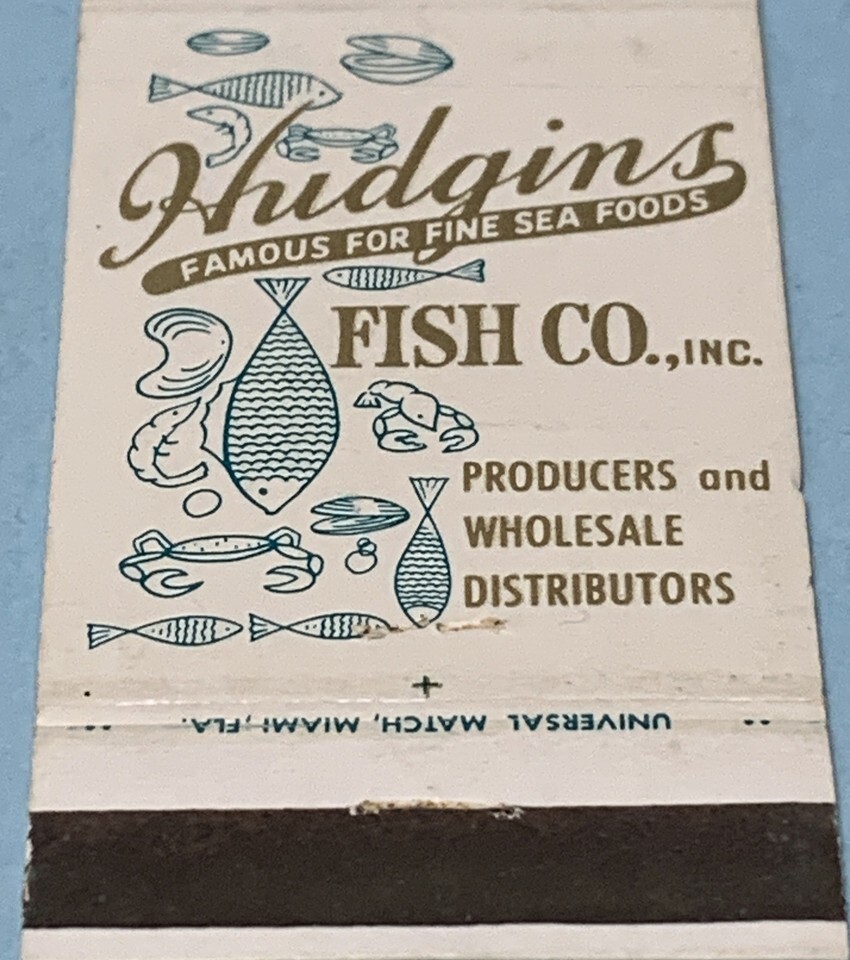 Hudgins
FAMOUS FOR FINE SEA FOODS
FISH CO., INC.
PRODUCERS and
WHOLESALE
DISTRIBUTORS
UNIVERSAL MATCH, MIAMI, FLA.